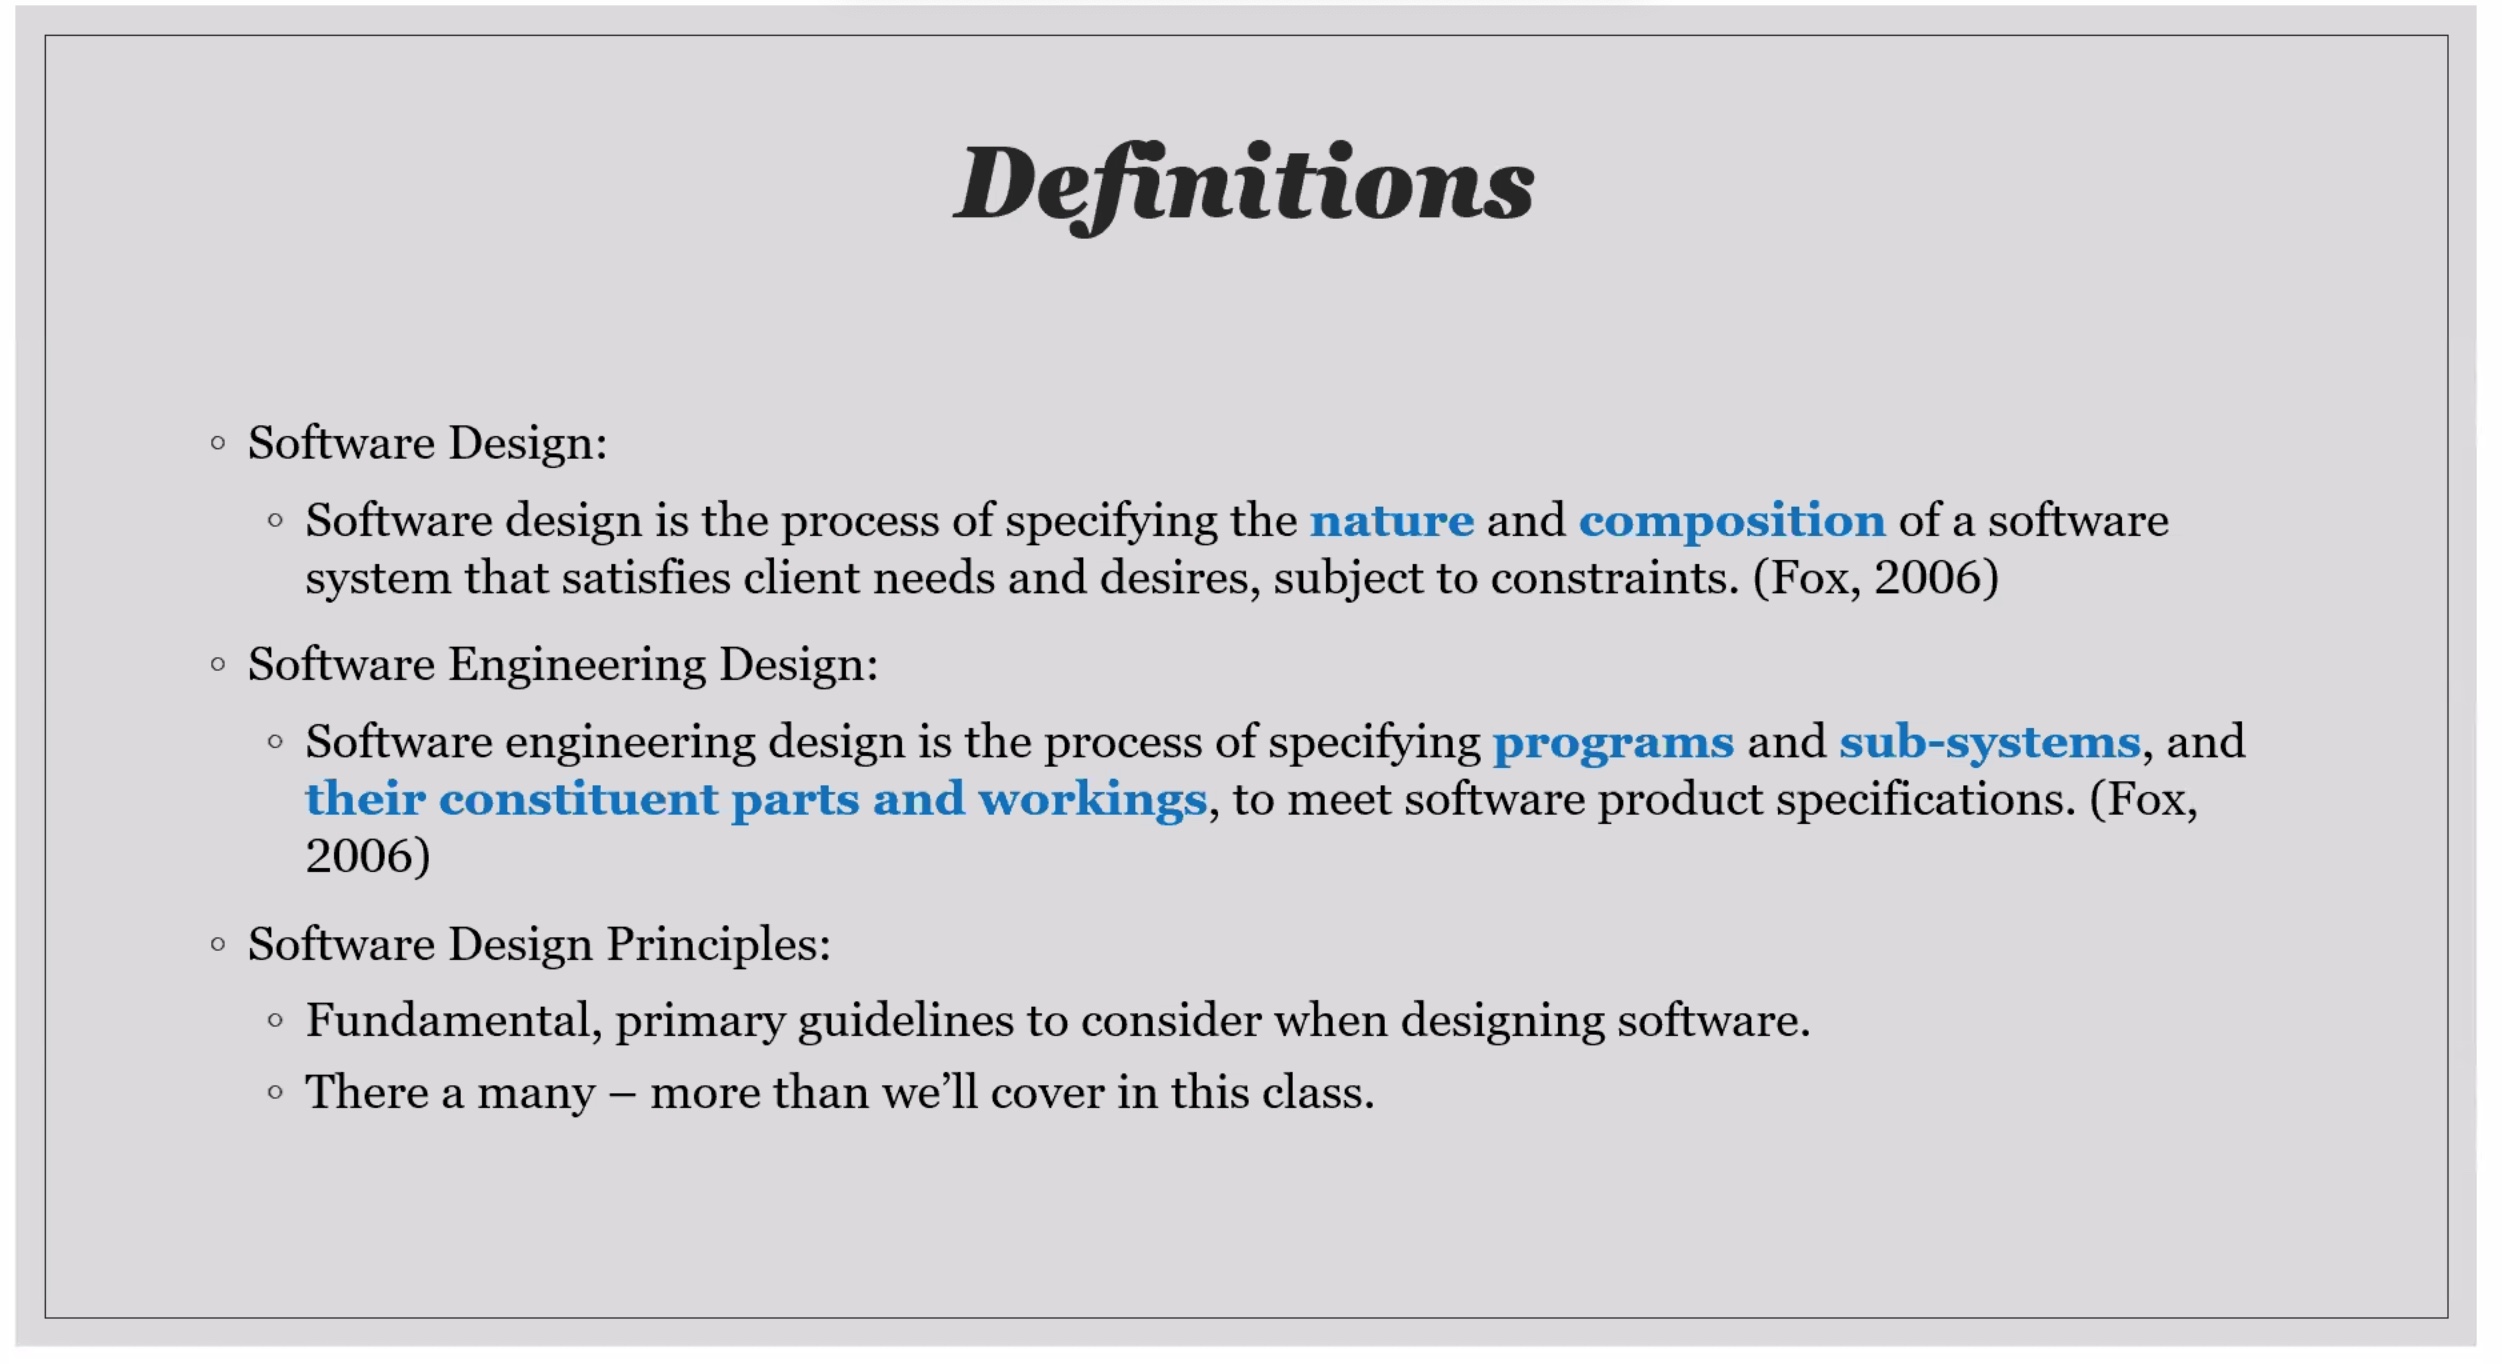 Definitions
◦ Software Design:
◦ Software design is the process of specifying the nature and composition of a software
system that satisfies client needs and desires, subject to constraints. (Fox, 2006)
◦ Software Engineering Design:
◦ Software engineering design is the process of specifying programs and sub-systems, and
their constituent parts and workings, to meet software product specifications. (Fox,
2006)
◦ Software Design Principles:
◦ Fundamental, primary guidelines to consider when designing software.
◦ There a many – more than we’ll cover in this class.